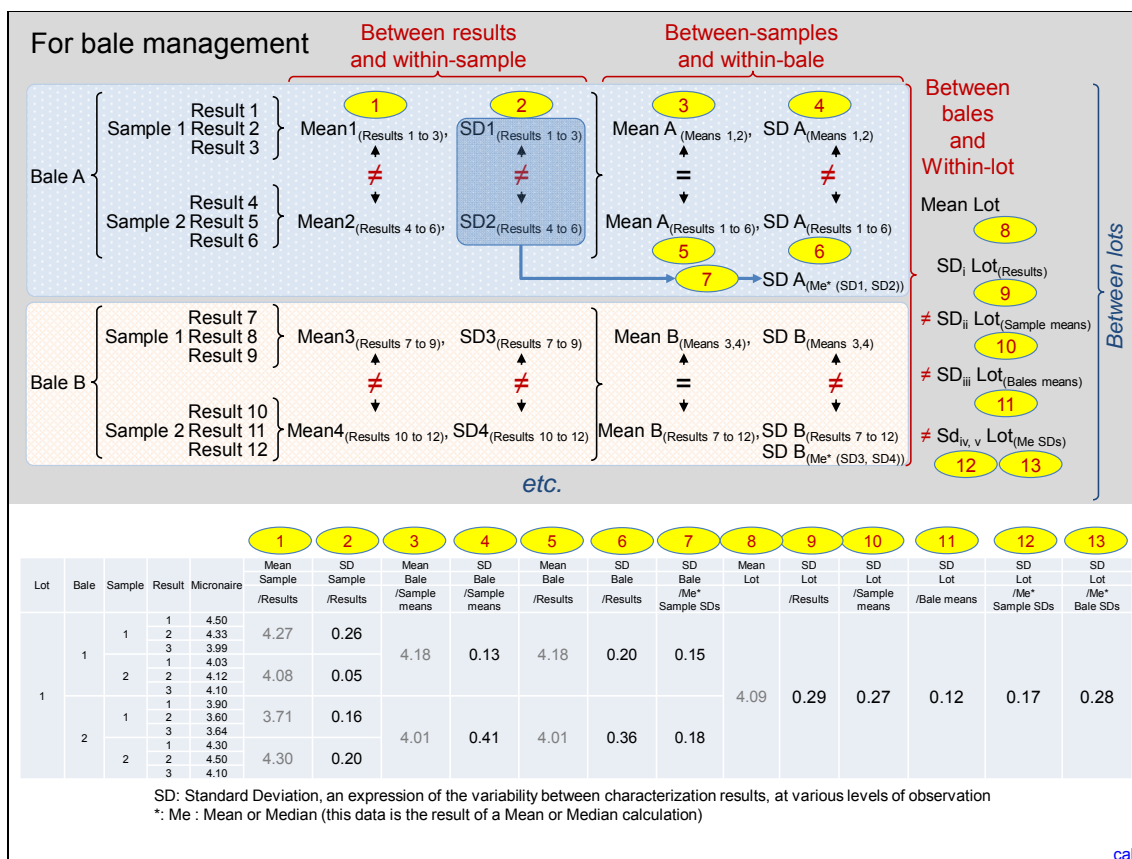 For bale management
Between results
and within-sample
Between-samples
and within-bale
Between
bales
and
Within-lot
Between lots
1
2
3
4
Bale A
Sample 1
Result 1
Result 2
Result 3
Mean1(Results 1 to 3), SD1(Results 1 to 3)
Mean A (Means 1,2), SD A(Means 1,2)
≠ ≠ = ≠
Sample 2
Result 4
Result 5
Result 6
Mean2(Results 4 to 6), SD2(Results 4 to 6)
Mean A(Results 1 to 6), SD A(Results 1 to 6)
5
6
7
SD A(Me* (SD1, SD2))
Bale B
Sample 1
Result 7
Result 8
Result 9
Mean3(Results 7 to 9), SD3(Results 7 to 9)
Mean B(Means 3,4), SD B(Means 3,4)
≠ ≠ = ≠
Sample 2
Result 10
Result 11
Result 12
Mean4(Results 10 to 12), SD4(Results 10 to 12)
Mean B(Results 7 to 12), SD B(Results 7 to 12)
SD B(Me* (SD3, SD4))
Mean Lot
8
SDi Lot(Results)
9
≠ SDii Lot(Sample means)
10
≠ SDiii Lot(Bales means)
11
≠ Sdiv, v Lot(Me SDs)
12 13
etc.
1 2 3 4 5 6 7 8 9 10 11 12 13
Mean SD Mean SD Mean SD SD Mean SD SD SD SD SD
Lot Bale Sample Result Micronaire Sample Sample Bale Bale Bale Bale Bale Lot Lot Lot Lot Lot Lot
/Results /Results /Sample means /Sample means /Results /Results /Me* Sample SDs /Results /Sample means /Bale means /Me* Sample SDs /Me* Bale SDs
1 1 1 1 4.50 4.27 0.26 4.18 0.13 4.18 0.20 0.15 4.09 0.29 0.27 0.12 0.17 0.28
2 4.33
3 3.99
2 1 4.03 4.08 0.05
2 4.12
3 4.10
2 1 1 3.90 3.71 0.16 4.01 0.41 4.01 0.36 0.18
2 3.60
3 3.64
2 1 4.30 4.30 0.20
2 4.50
3 4.10
SD: Standard Deviation, an expression of the variability between characterization results, at various levels of observation
*: Me : Mean or Median (this data is the result of a Mean or Median calculation)
cal